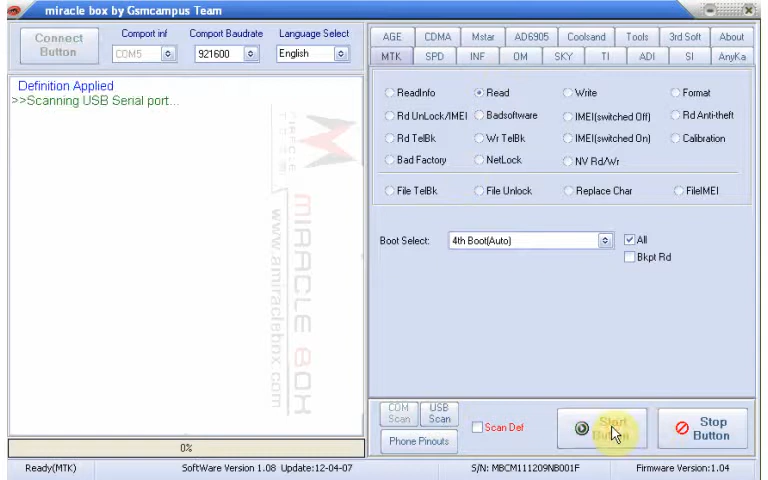 miracle box by Gsmcampus Team
Connect Button
Comport inf
COM5
Comport Baudrate
921600
Language Select
English
AGE CDMA Mstar AD6905 Coolsand Tools 3rd Soft About
MTK SPD INF OM SKY TI ADI SI AnyKa
Definition Applied
>>Scanning USB Serial port...
ReadInfo Read Write Format
Rd UnLock/IMEI Badsoftware IMEI(switched Off) Rd Anti-theft
Rd TelBk Wr TelBk IMEI(switched On) Calibration
Bad Factory NetLock NV Rd/Wr
File TelBk File Unlock Replace Char FileIMEI
Boot Select: 4th Boot(Auto) All
Bkpt Rd
MIRACLE
MIRACLE BOX
www.amiraclebox.com
COM Scan
USB Scan
Phone Pinouts
Scan Def
Start Button
Stop Button
0%
Ready(MTK) SoftWare Version 1.08 Update:12-04-07 S/N: MBCM111209NB001F Firmware Version:1.04